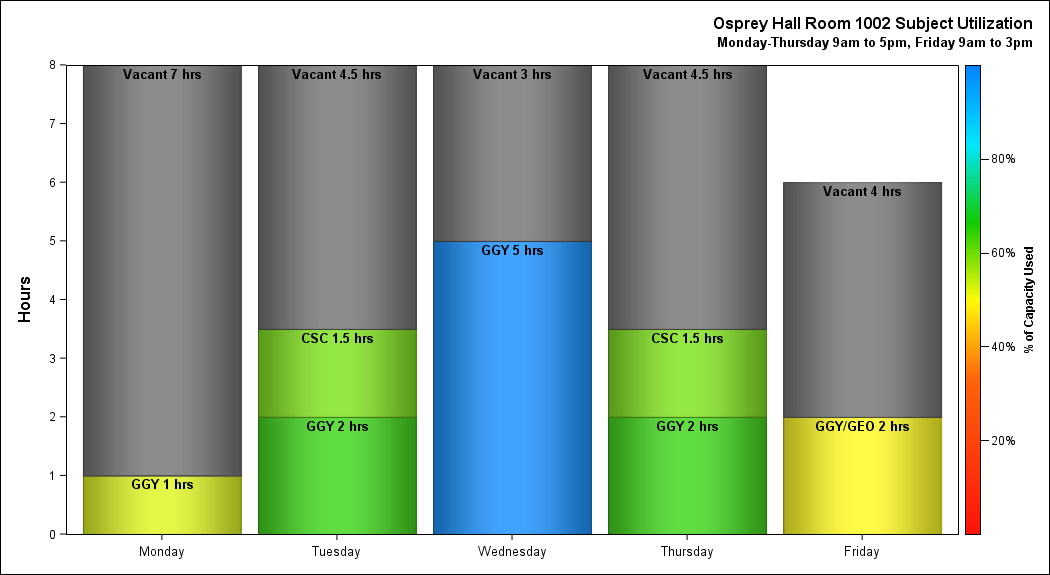 Osprey Hall Room 1002 Subject Utilization
Monday-Thursday 9am to 5pm, Friday 9am to 3pm
Hours
8
7
6
5
4
3
2
1
0
Vacant 7 hrs
GGY 1 hrs
Vacant 4.5 hrs
CSC 1.5 hrs
GGY 2 hrs
Vacant 3 hrs
GGY 5 hrs
Vacant 4.5 hrs
CSC 1.5 hrs
GGY 2 hrs
Vacant 4 hrs
GGY/GEO 2 hrs
Monday
Tuesday
Wednesday
Thursday
Friday
80%
60%
40%
20%
% of Capacity Used